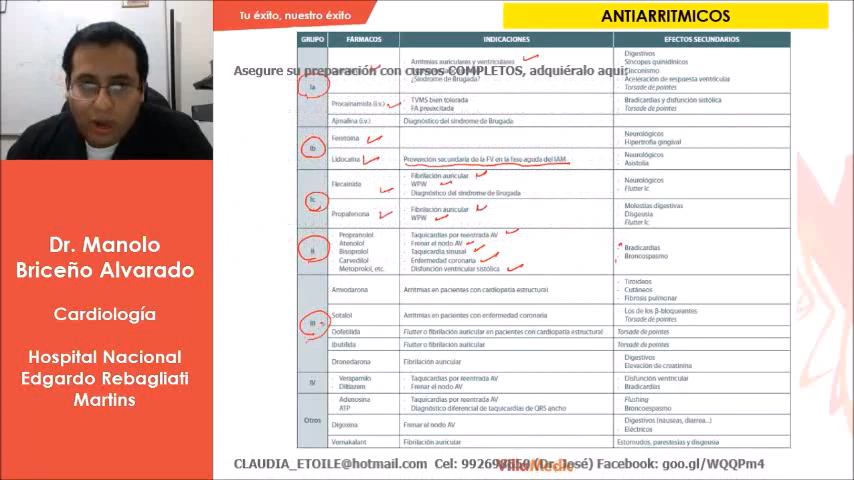 Tu éxito, nuestro éxito
ANTIARRITMICOS
GRUPO FÁRMACOS INDICACIONES EFECTOS SECUNDARIOS
Asegure su preparación con cursos COMPLETOS, adquiéralo aqui:
Ia
Arritmias auriculares y ventriculares
¿Síndrome de Brugada?
Digestivos
Síncopes quinidínicos
Cinconismo
Aceleración de respuesta ventricular
Torsade de pointes
Procainamida (i.v.)
TVMS bien tolerada
FA preexcitada
Bradicardias y disfunción sistólica
Torsade de pointes
Ajmalina (i.v.) Diagnóstico del síndrome de Brugada
Ib
Fenitoína
Neurológicos
Hipertrofia gingival
Lidocaína
Prevención secundaria de la FV en la fase aguda del IAM
Neurológicos
Asistolia
Ic
Flecainida
Fibrilación auricular
WPW
Diagnóstico del síndrome de Brugada
Neurológicos
Flutter Ic
Propafenona
Fibrilación auricular
WPW
Molestias digestivas
Disgeusia
Flutter Ic
II
Propranolol
Atenolol
Bisoprolol
Carvedilol
Metoprolol, etc.
Taquicardias por reentrada AV
Frenar el nodo AV
Taquicardia sinusal
Enfermedad coronaria
Disfunción ventricular sistólica
Bradicardias
Broncospasmo
III
Amiodarona
Arritmias en pacientes con cardiopatía estructural
Tiroideos
Cutáneos
Fibrosis pulmonar
Sotalol
Arritmias en pacientes con enfermedad coronaria
Los de los β-bloqueantes
Torsade de pointes
Dofetilida Flutter o fibrilación auricular en pacientes con cardiopatía estructural Torsade de pointes
Ibutilida Flutter o fibrilación auricular Torsade de pointes
Dronedarona
Fibrilación auricular
Digestivos
Elevación de creatinina
IV
Verapamilo
Diltiazem
Taquicardias por reentrada AV
Frenar el nodo AV
Disfunción ventricular
Bradicardias
Otros
Adenosina
ATP
Taquicardias por reentrada AV
Diagnóstico diferencial de taquicardias de QRS ancho
Flushing
Broncoespasmo
Digoxina
Frenar el nodo AV
Digestivos (náuseas, diarrea...)
Eléctricos
Vernakalant Fibrilación auricular Estornudos, parestesias y disgeusia
Dr. Manolo
Briceño Alvarado
Cardiología
Hospital Nacional
Edgardo Rebagliati
Martins
CLAUDIA_ETOILE@hotmail.com Cel: (Dr. José) Facebook: goo.gl/WQQPm4